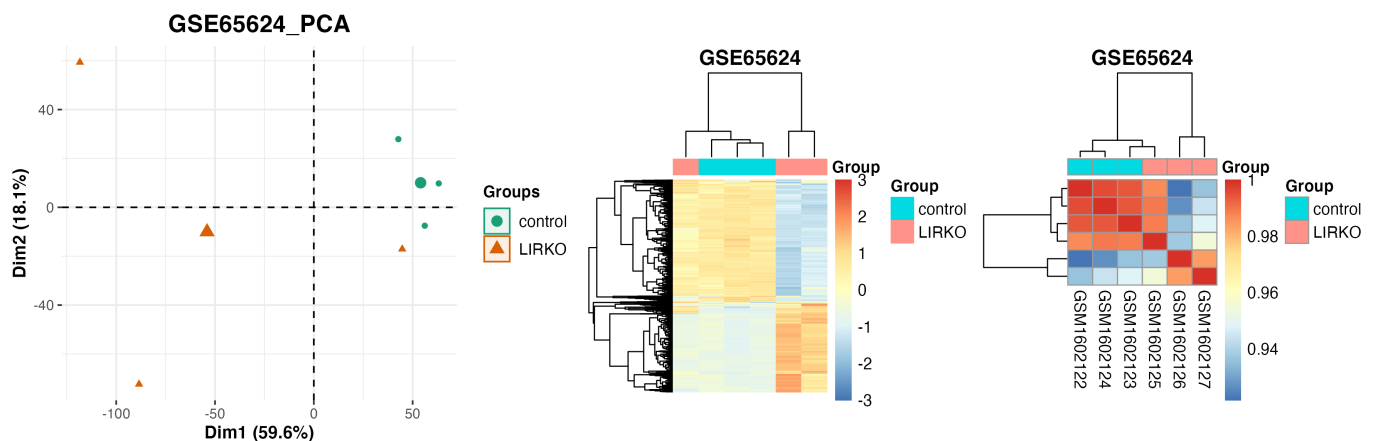 GSE65624_PCA
40
0
-40
-100
-50
0
50
Dim1 (59.6%)
Dim2 (18.1%)
Groups
control
LIRKO
GSE65624
Group
3
2
1
0
-1
-2
-3
Group
control
LIRKO
GSE65624
Group
1
0.98
0.96
0.94
Group
control
LIRKO
GSM1602122
GSM1602124
GSM1602123
GSM1602125
GSM1602126
GSM1602127